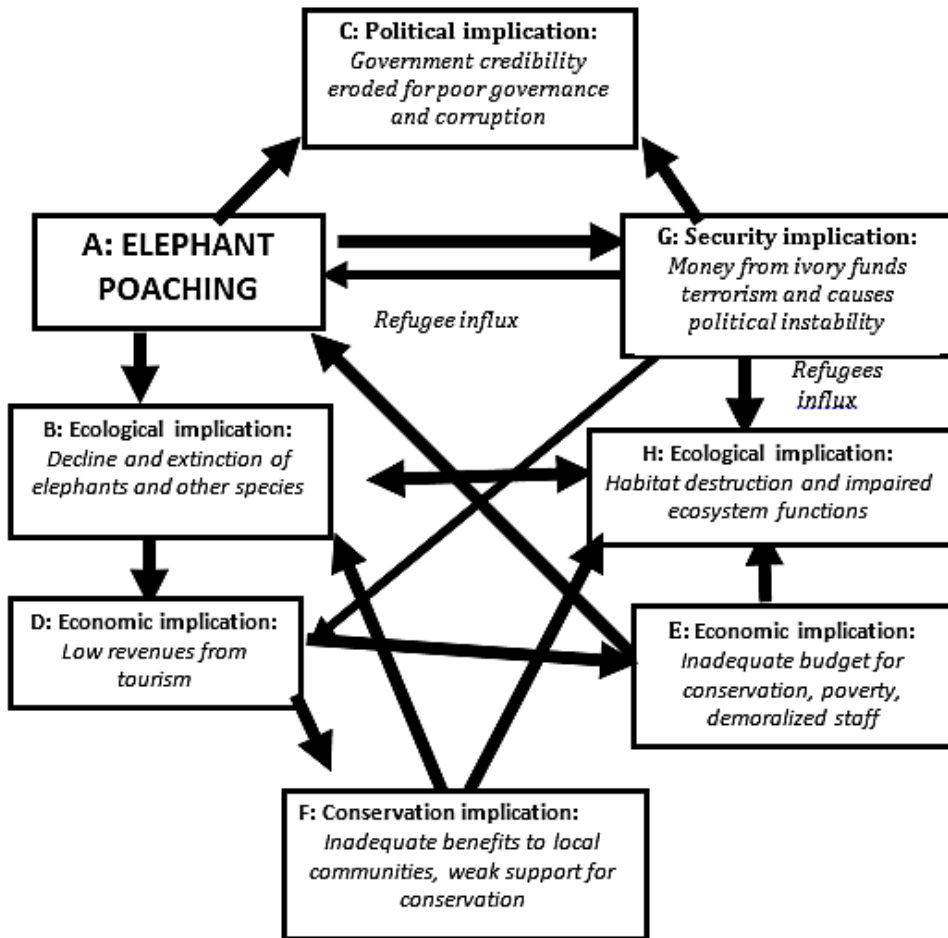 C: Political implication:
Government credibility
eroded for poor governance
and corruption
A: ELEPHANT
POACHING
G: Security implication:
Money from ivory funds
terrorism and causes
political instability
Refugee influx
Refugees
influx
B: Ecological implication:
Decline and extinction of
elephants and other species
H: Ecological implication:
Habitat destruction and impaired
ecosystem functions
D: Economic implication:
Low revenues from
tourism
E: Economic implication:
Inadequate budget for
conservation, poverty,
demoralized staff
F: Conservation implication:
Inadequate benefits to local
communities, weak support for
conservation